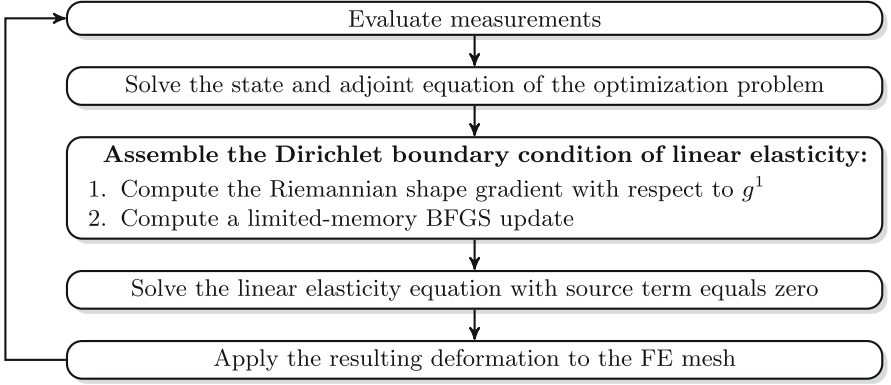 Evaluate measurements
Solve the state and adjoint equation of the optimization problem
Assemble the Dirichlet boundary condition of linear elasticity:
1. Compute the Riemannian shape gradient with respect to g¹
2. Compute a limited-memory BFGS update
Solve the linear elasticity equation with source term equals zero
Apply the resulting deformation to the FE mesh